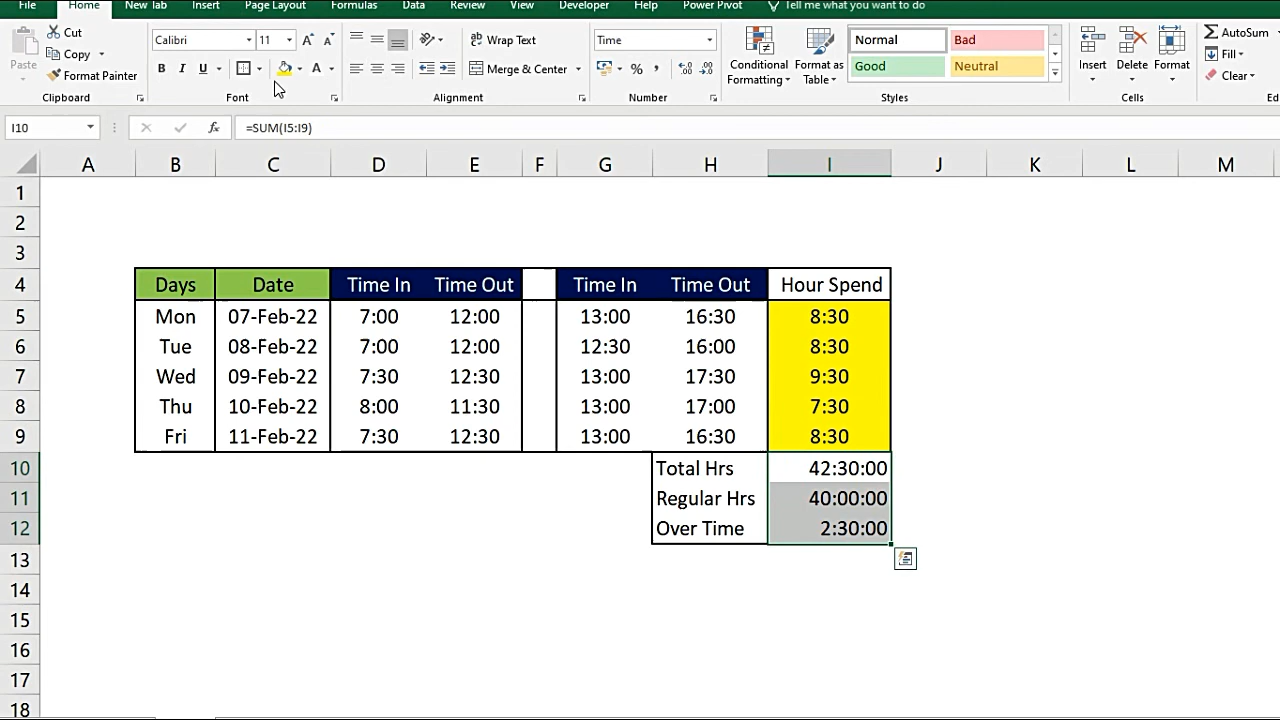 File Home New Tab Insert Page Layout Formulas Data Review View Developer Help Power Pivot Tell me what you want to do
Paste
Cut
Copy
Format Painter
Clipboard
Calibri 11
B I U
Font
Wrap Text
Merge & Center
Alignment
Time
Number
Conditional Formatting
Format as Table
Normal Bad
Good Neutral
Styles
Insert Delete Format
Cells
AutoSum
Fill
Clear
Ed
I10 fx =SUM(I5:I9)
A B C D E F G H I J K L M
1
2
3
4 Days Date Time In Time Out Time In Time Out Hour Spend
5 Mon 07-Feb-22 7:00 12:00 13:00 16:30 8:30
6 Tue 08-Feb-22 7:00 12:00 12:30 16:00 8:30
7 Wed 09-Feb-22 7:30 12:30 13:00 17:30 9:30
8 Thu 10-Feb-22 8:00 11:30 13:00 17:00 7:30
9 Fri 11-Feb-22 7:30 12:30 13:00 16:30 8:30
10 Total Hrs 42:30:00
11 Regular Hrs 40:00:00
12 Over Time 2:30:00
13
14
15
16
17
18